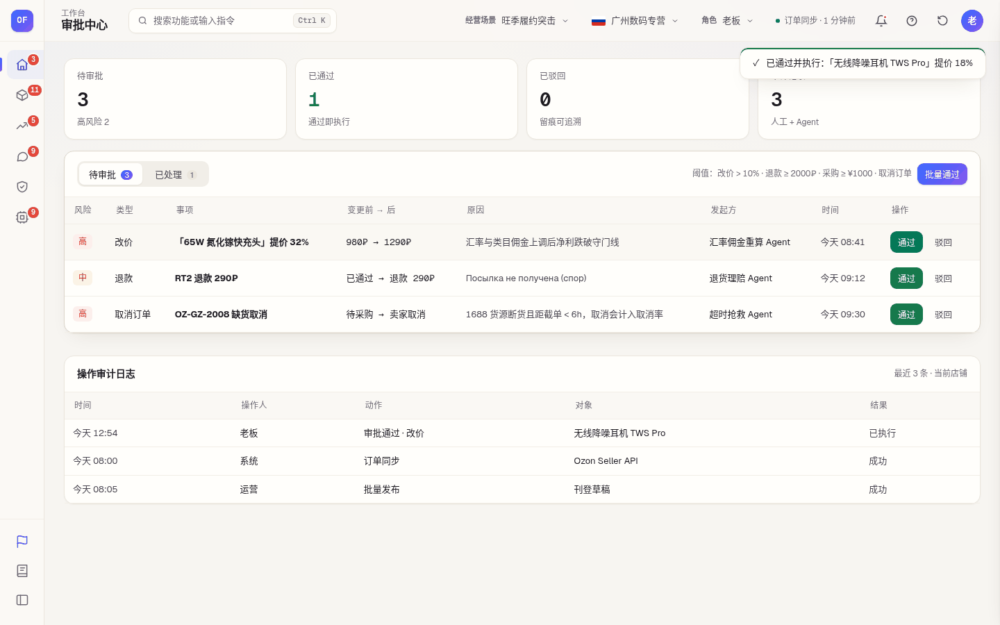 OF
工作台
审批中心
搜索功能或输入指令
Ctrl K
经营场景 旺季履约突击
广州数码专营
角色 老板
订单同步 · 1 分钟前
老
3
11
5
9
9
✓ 已通过并执行:「无线降噪耳机 TWS Pro」提价 18%
待审批
3
高风险 2
已通过
1
通过即执行
已驳回
0
留痕可追溯
3
人工 + Agent
待审批 3
已处理 1
阈值：改价 > 10% · 退款 ≥ 2000₽ · 采购 ≥ ¥1000 · 取消订单
批量通过
风险 类型 事项 变更前 → 后 原因 发起方 时间 操作
高 改价 「65W 氮化镓快充头」提价 32% 980₽ → 1290₽ 汇率与类目佣金上调后净利跌破守门线 汇率佣金重算 Agent 今天 08:41 通过 驳回
中 退款 RT2 退款 290₽ 已通过 → 退款 290₽ Посылка не получена (спор) 退货理赔 Agent 今天 09:12 通过 驳回
高 取消订单 OZ-GZ-2008 缺货取消 待采购 → 卖家取消 1688 货源断货且距截单 < 6h，取消会计入取消率 超时抢救 Agent 今天 09:30 通过 驳回
操作审计日志
最近 3 条 · 当前店铺
时间 操作人 动作 对象 结果
今天 12:54 老板 审批通过 · 改价 无线降噪耳机 TWS Pro 已执行
今天 08:00 系统 订单同步 Ozon Seller API 成功
今天 08:05 运营 批量发布 刊登草稿 成功